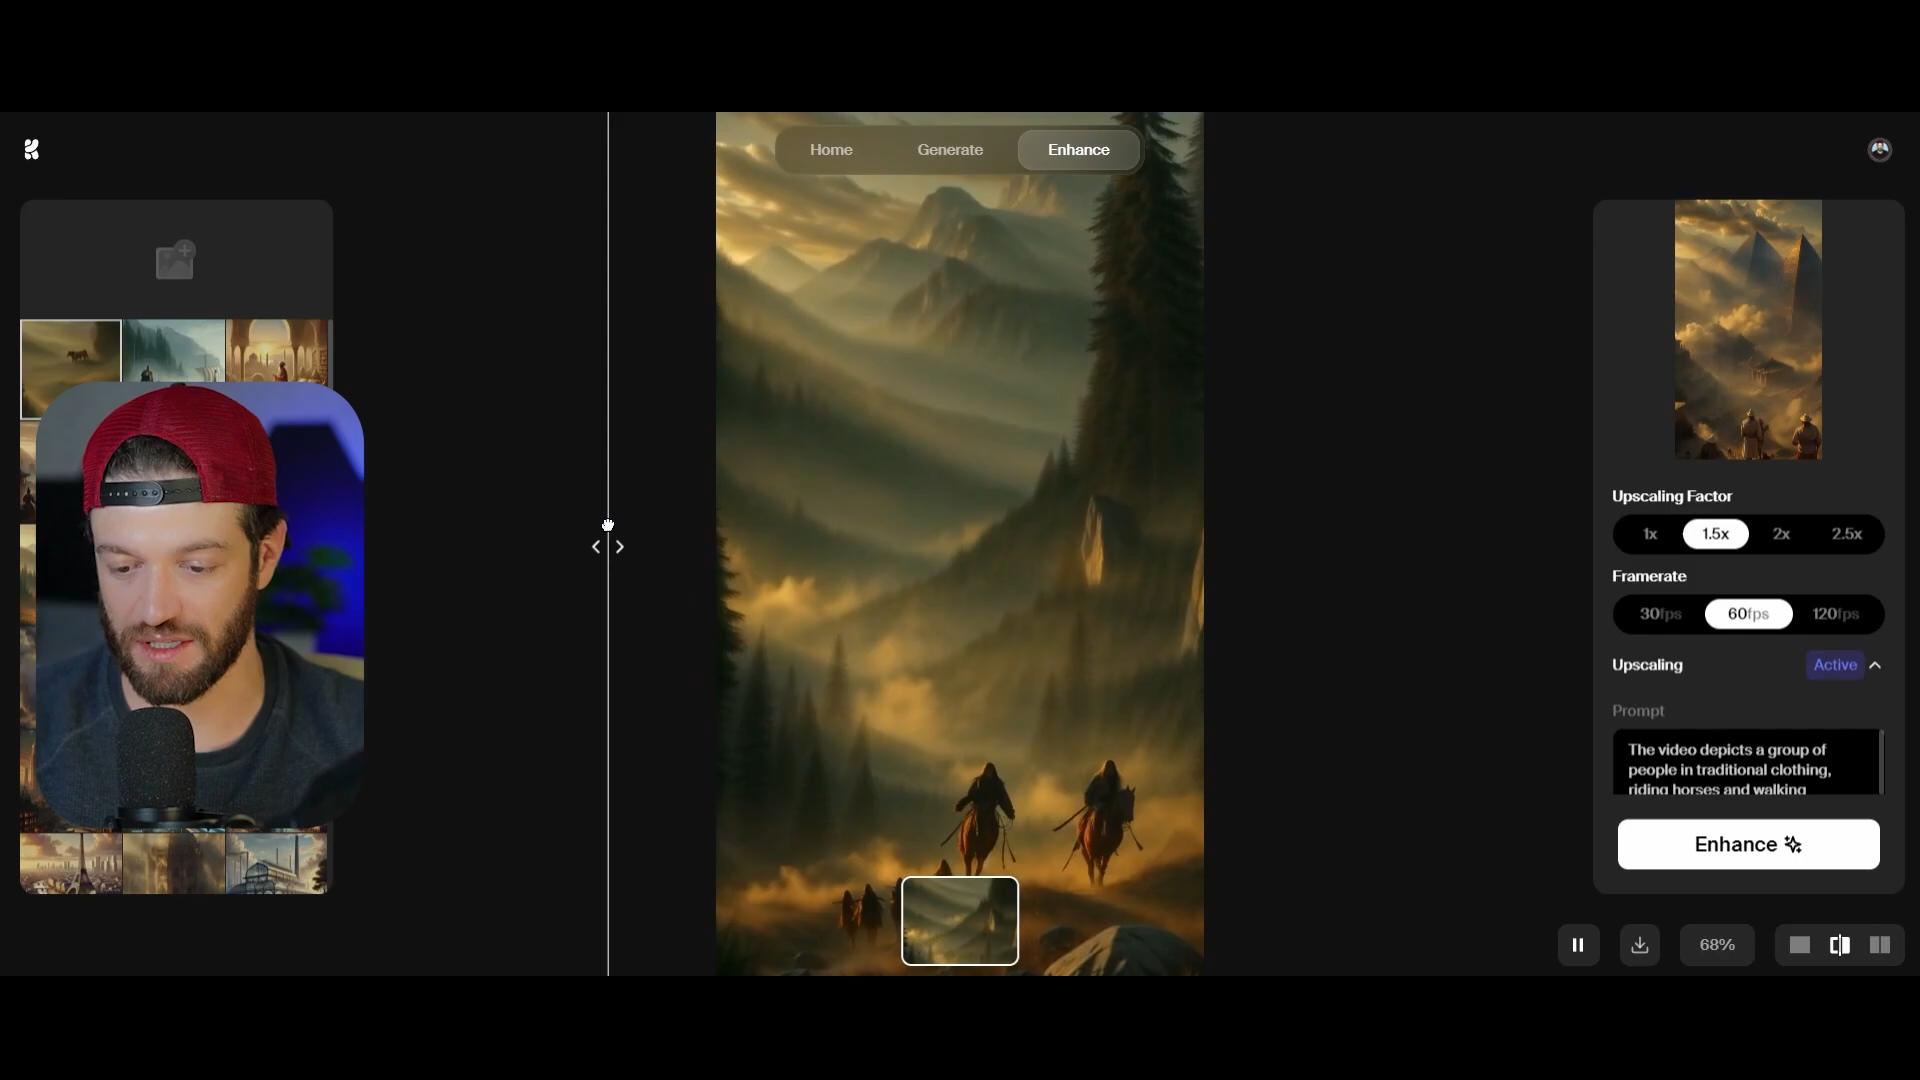 Home Generate Enhance
Upscaling Factor
1x 1.5x 2x 2.5x
Framerate
30fps 60fps 120fps
Upscaling Active
Prompt
The video depicts a group of
people in traditional clothing,
riding horses and walking
Enhance
68%